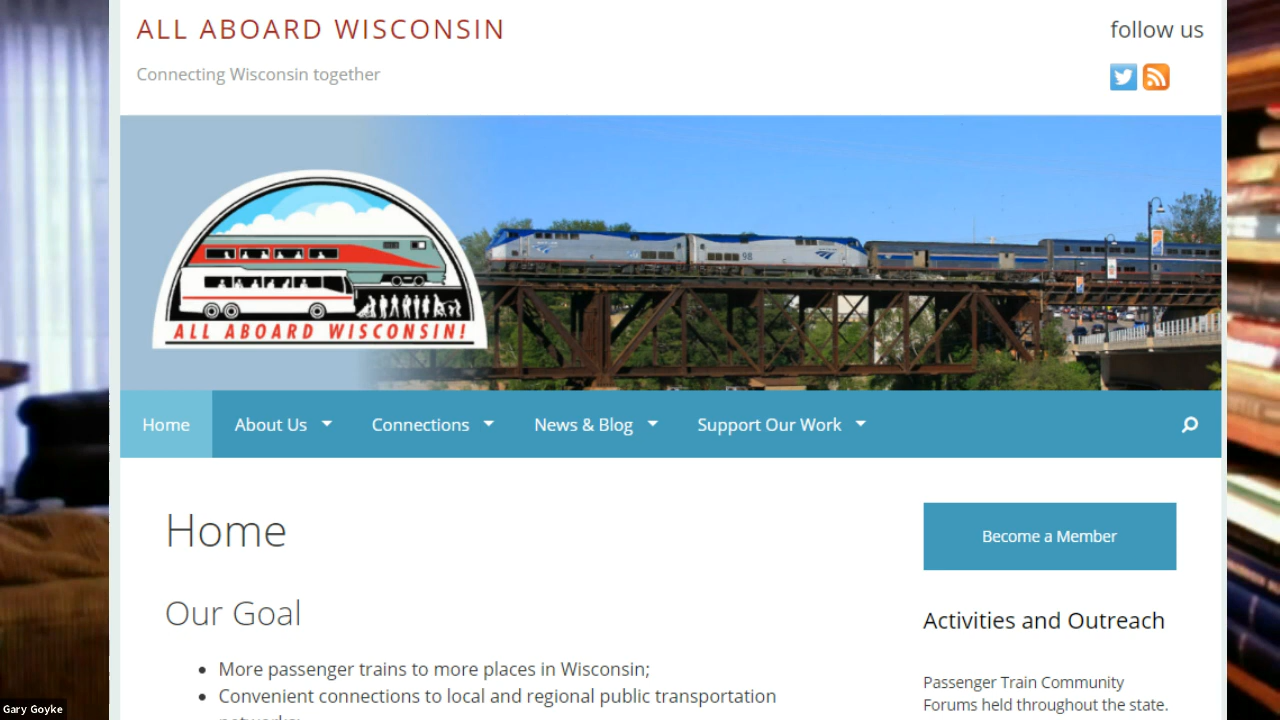 ALL ABOARD WISCONSIN
follow us
Connecting Wisconsin together
98
ALL ABOARD WISCONSIN!
Home
About Us
Connections
News & Blog
Support Our Work
Home
Become a Member
Our Goal
Activities and Outreach
More passenger trains to more places in Wisconsin;
Convenient connections to local and regional public transportation
networks;
Passenger Train Community
Forums held throughout the state.
Gary Goyke